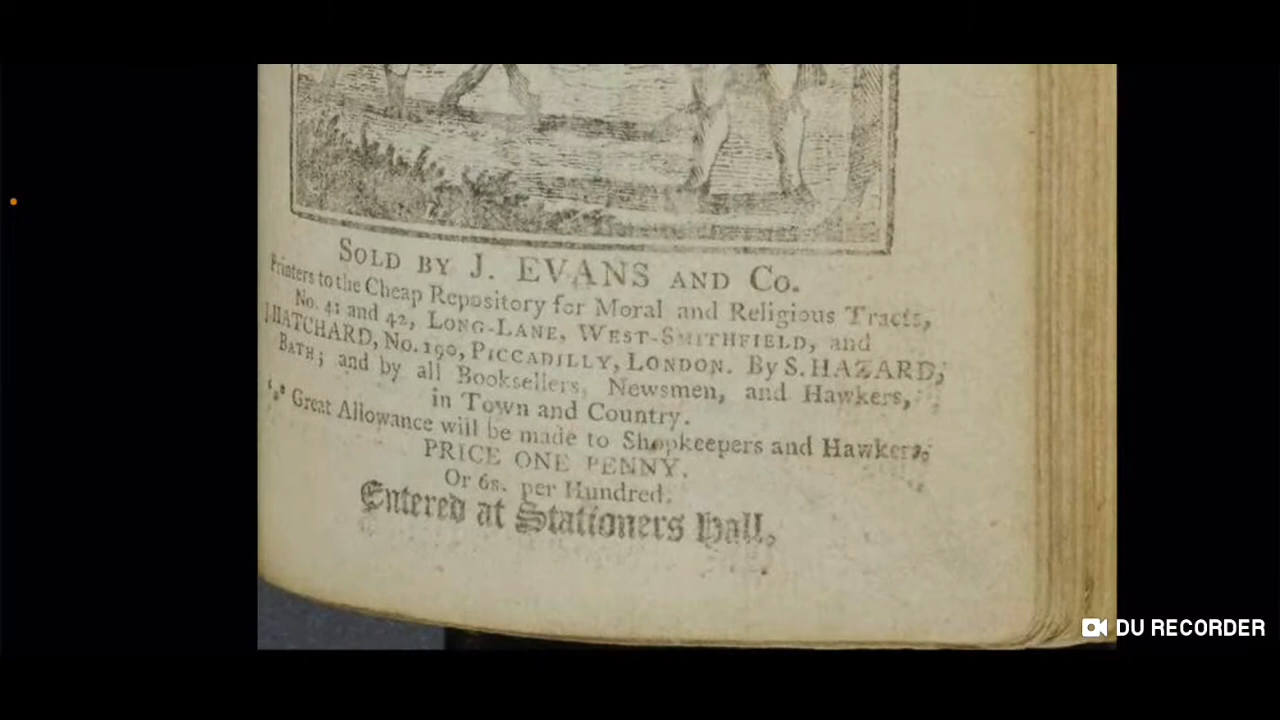 SOLD BY J. EVANS AND CO.
Printers to the Cheap Repository for Moral and Religious Tracts,
No. 41 and 42, LONG-LANE, WEST-SMITHFIELD, and
J. HATCHARD, No. 190, PICCADILLY, LONDON. By S. HAZARD,
BATH; and by all Booksellers, Newsmen, and Hawkers,
in Town and Country.
⁂ Great Allowance will be made to Shopkeepers and Hawkers.
PRICE ONE PENNY.
Or 6s. per Hundred.
Entered at Stationers Hall,
DU RECORDER